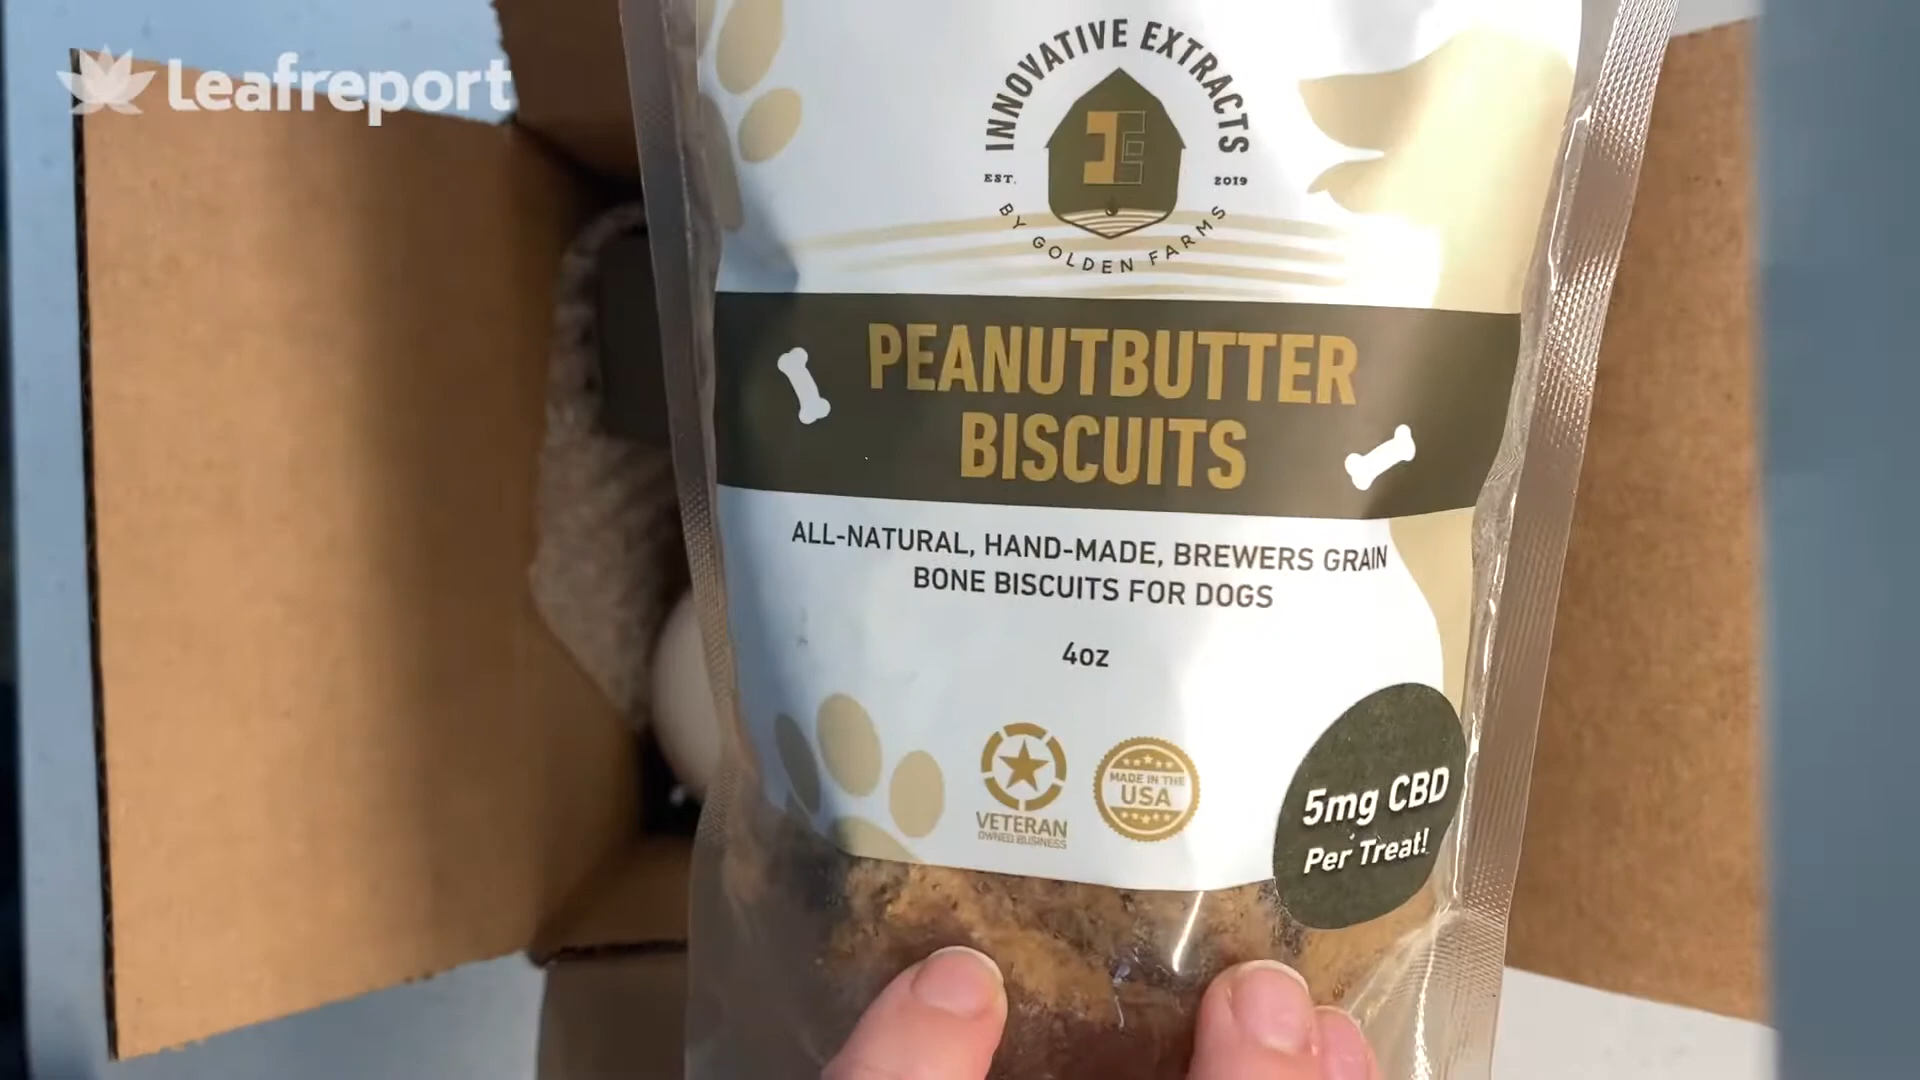 Leafreport
INNOVATIVE EXTRACTS
EST. 2019
BY GOLDEN FARMS
PEANUTBUTTER
BISCUITS
ALL-NATURAL, HAND-MADE, BREWERS GRAIN
BONE BISCUITS FOR DOGS
4oz
VETERAN
OWNED BUSINESS
MADE IN THE
USA
5mg CBD
Per Treat!